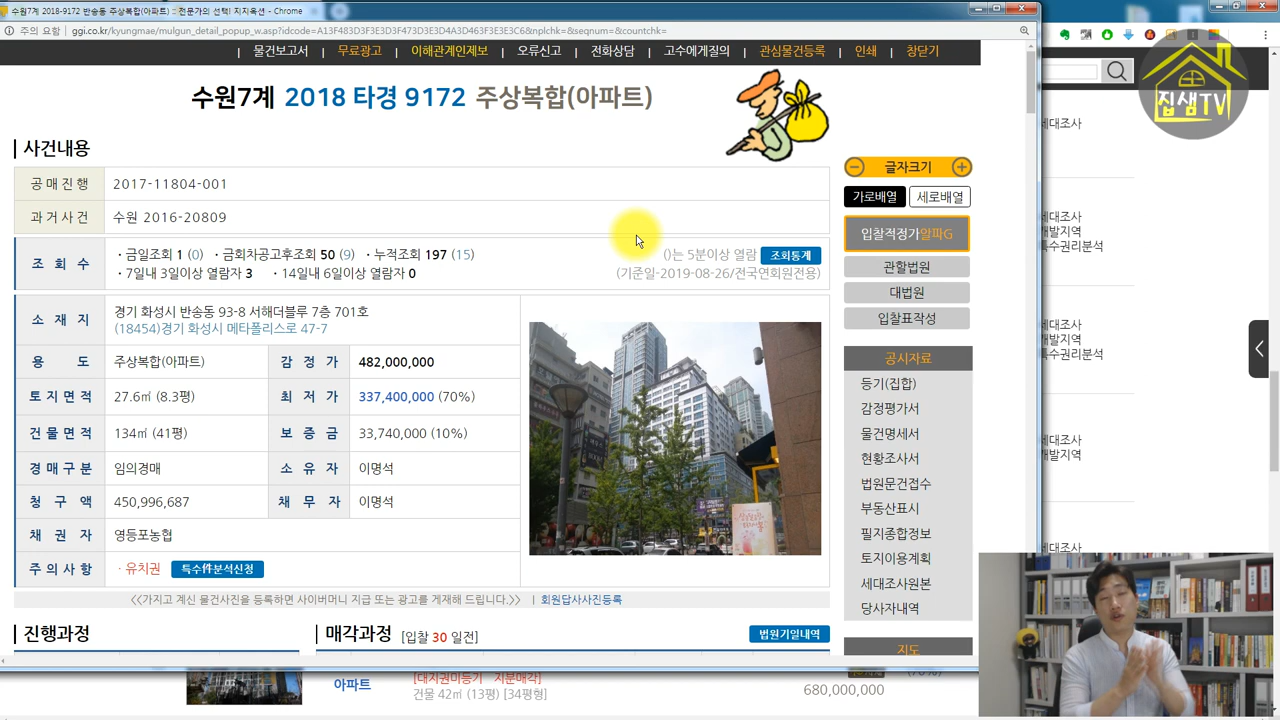 수원7계 2018-9172 반송동 주상복합(아파트) :: 전문가의 선택! 지지옥션 - Chrome
주의 요함 | ggi.co.kr/kyungmae/mulgun_detail_popup_w.asp?idcode=A13F483D3F3E3D3F473D3F3D3C4D463F3E3E3C6&nplchk=&seqnum=&countchk=
| 물건보고서 | 무료광고 | 이해관계인제보 | 오류신고 | 전화상담 | 고수에게질의 | 관심물건등록 | 인쇄 | 창닫기
집샘TV
수원7계 2018 타경 9172 주상복합(아파트)
사건내용
공매진행 2017-11804-001
과거사건 수원 2016-20809
조회수 · 금일조회 1 (0) · 금회차공고후조회 50 (9) · 누적조회 197 (15) ()는 5분이상 열람 조회통계
· 7일내 3일이상 열람자 3 · 14일내 6일이상 열람자 0 (기준일-2019-08-26/전국연회원전용)
소재지 경기 화성시 반송동 93-8 서해더블루 7층 701호
(18454)경기 화성시 메타폴리스로 47-7
용도 주상복합(아파트) 감정가 482,000,000
토지면적 27.6㎡ (8.3평) 최저가 337,400,000 (70%)
건물면적 134㎡ (41평) 보증금 33,740,000 (10%)
경매구분 임의경매 소유자 이명석
청구액 450,996,687 채무자 이명석
채권자 영등포농협
주의사항 · 유치권 특수件분석신청
<<가지고 계신 물건사진을 등록하면 사이버머니 지급 또는 광고를 게재해 드립니다.>> | 회원답사사진등록
진행과정
매각과정 [입찰 30 일전] 법원기일내역
글자크기
가로배열 세로배열
입찰적정가알파G
관할법원
대법원
입찰표작성
공시자료
등기(집합)
감정평가서
물건명세서
현황조사서
법원문건접수
부동산표시
필지종합정보
토지이용계획
세대조사원본
당사자내역
지도
세대조사
세대조사
개발지역
특수권리분석
세대조사
개발지역
특수권리분석
세대조사
개발지역
세대조사
아파트
[대지권미등기 지분매각]
건물 42㎡ (13평) [34평형]
680,000,000